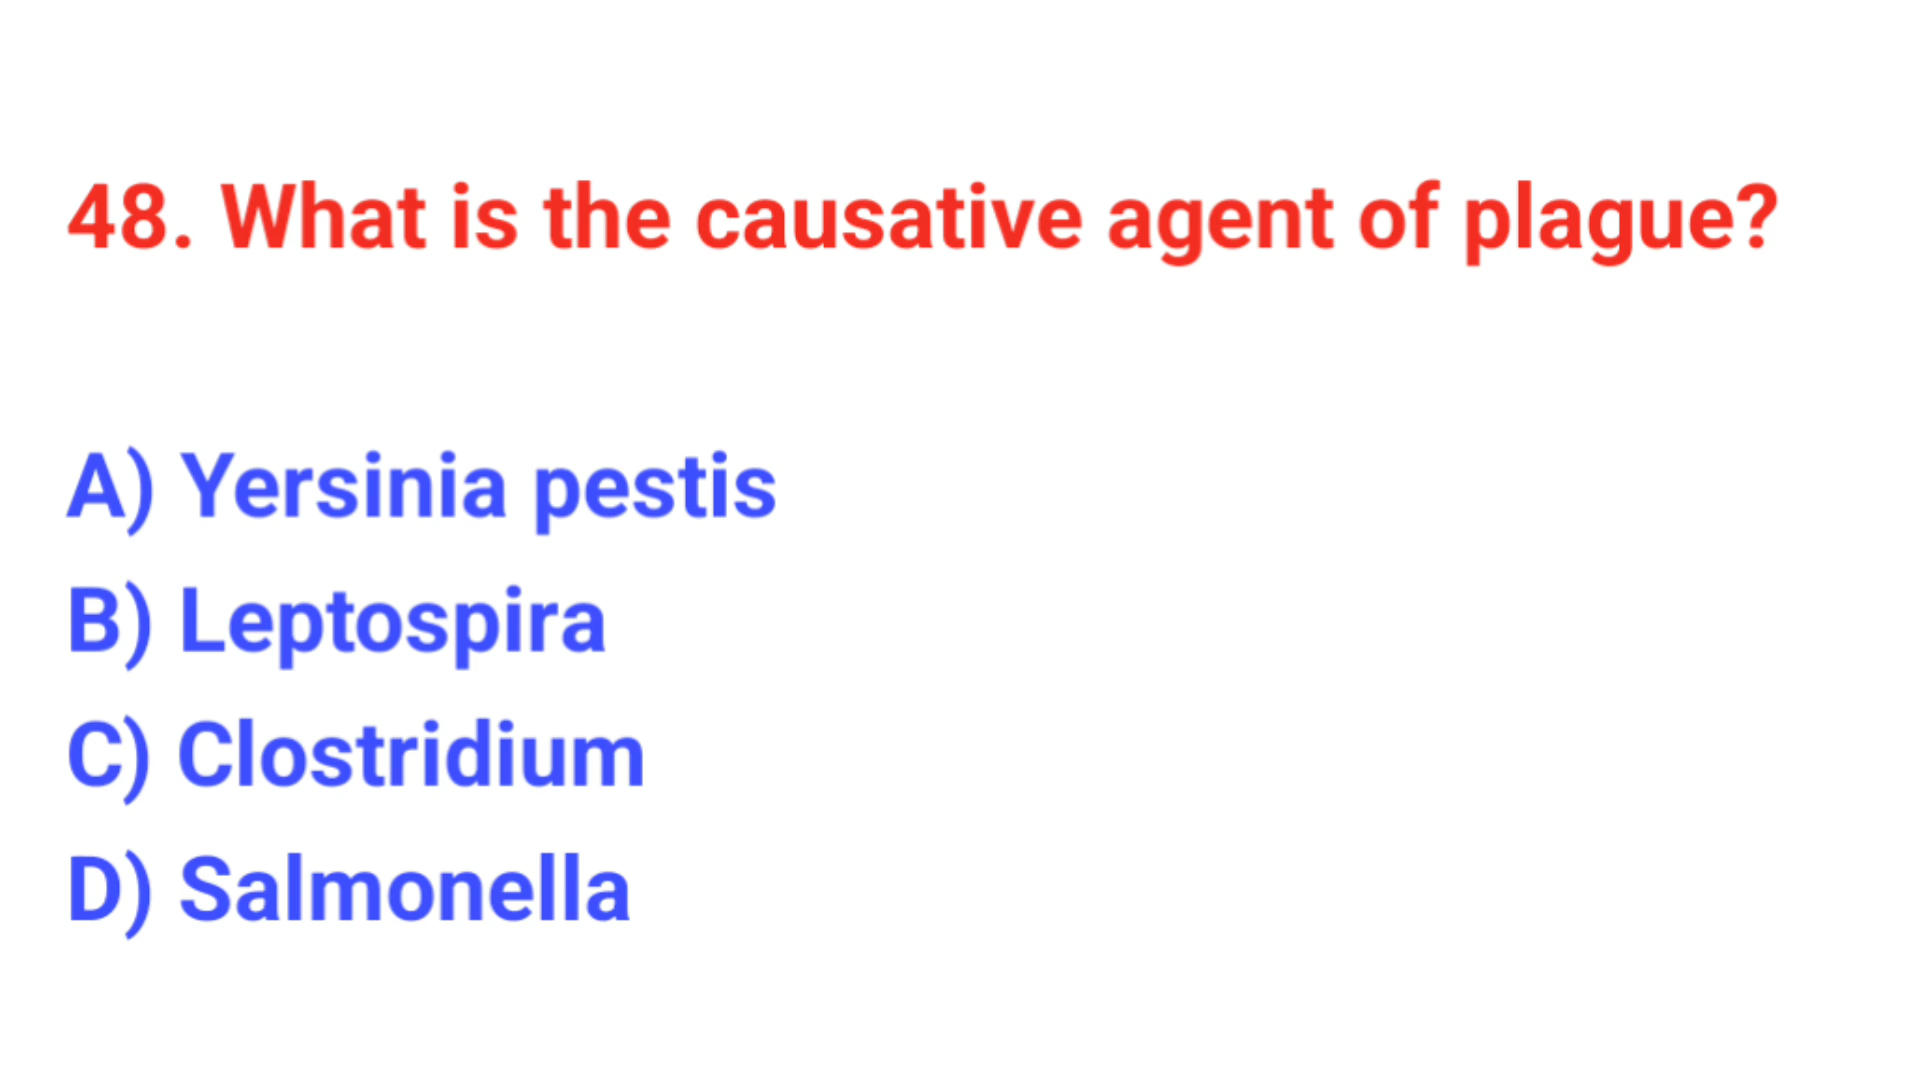 48. What is the causative agent of plague?
A) Yersinia pestis
B) Leptospira
C) Clostridium
D) Salmonella